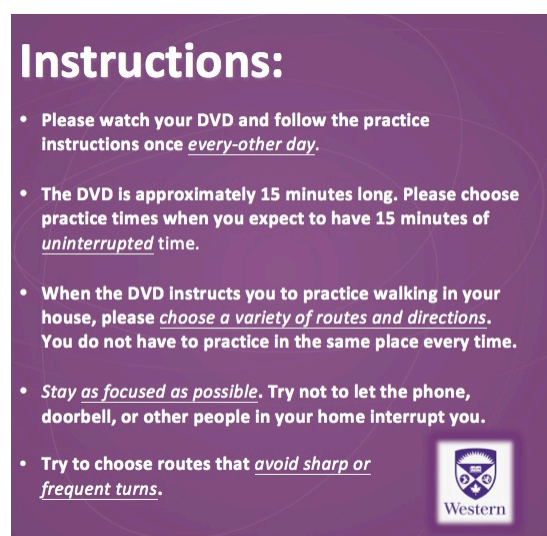 Instructions:
• Please watch your DVD and follow the practice
instructions once every-other day.
• The DVD is approximately 15 minutes long. Please choose
practice times when you expect to have 15 minutes of
uninterrupted time.
• When the DVD instructs you to practice walking in your
house, please choose a variety of routes and directions.
You do not have to practice in the same place every time.
• Stay as focused as possible. Try not to let the phone,
doorbell, or other people in your home interrupt you.
• Try to choose routes that avoid sharp or
frequent turns.
Western